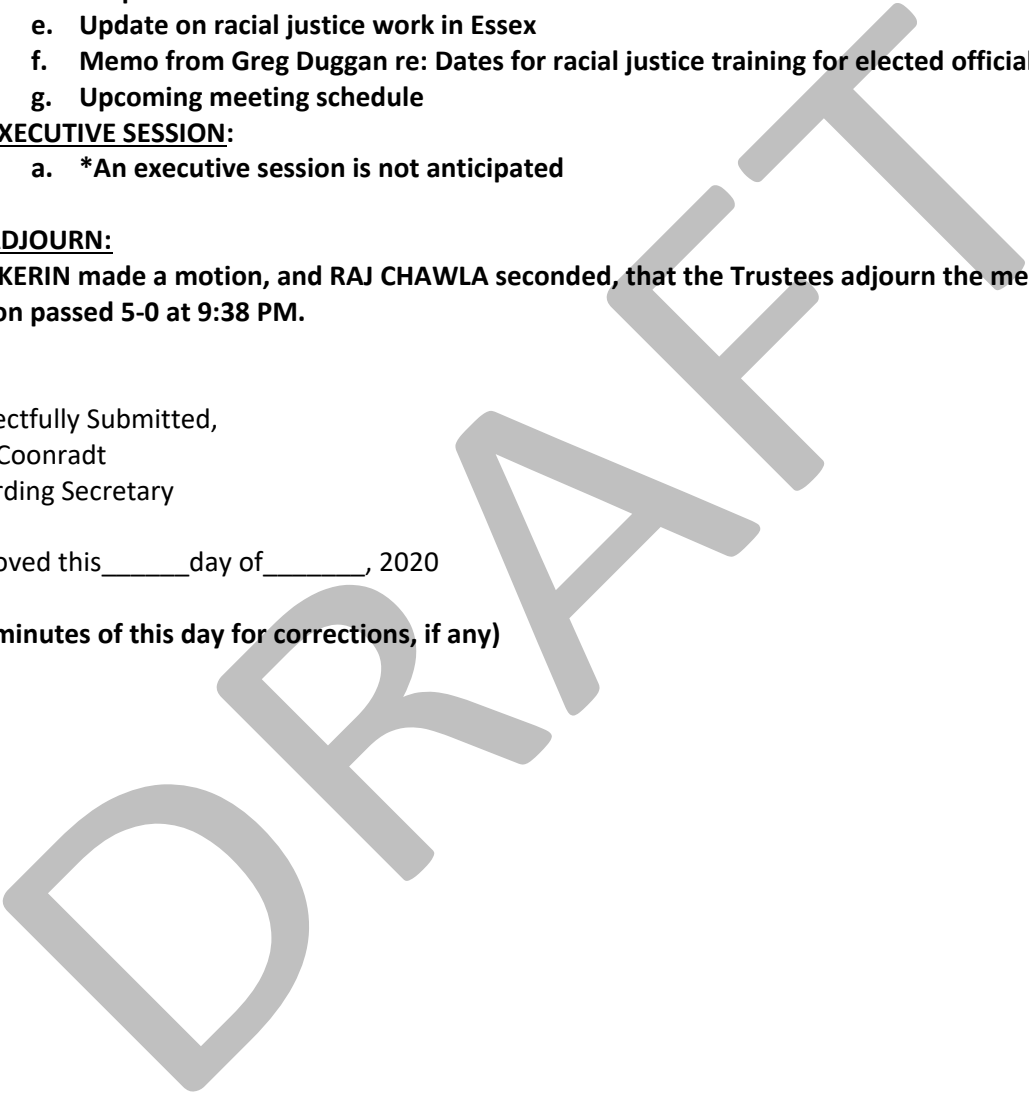 e. Update on racial justice work in Essex
f. Memo from Greg Duggan re: Dates for racial justice training for elected official
g. Upcoming meeting schedule
XECUTIVE SESSION:
a. *An executive session is not anticipated
ADJOURN:
KERIN made a motion, and RAJ CHAWLA seconded, that the Trustees adjourn the me
on passed 5-0 at 9:38 PM.
ectfully Submitted,
Coonradt
rding Secretary
oved this______day of_______, 2020
minutes of this day for corrections, if any)
DRAFT